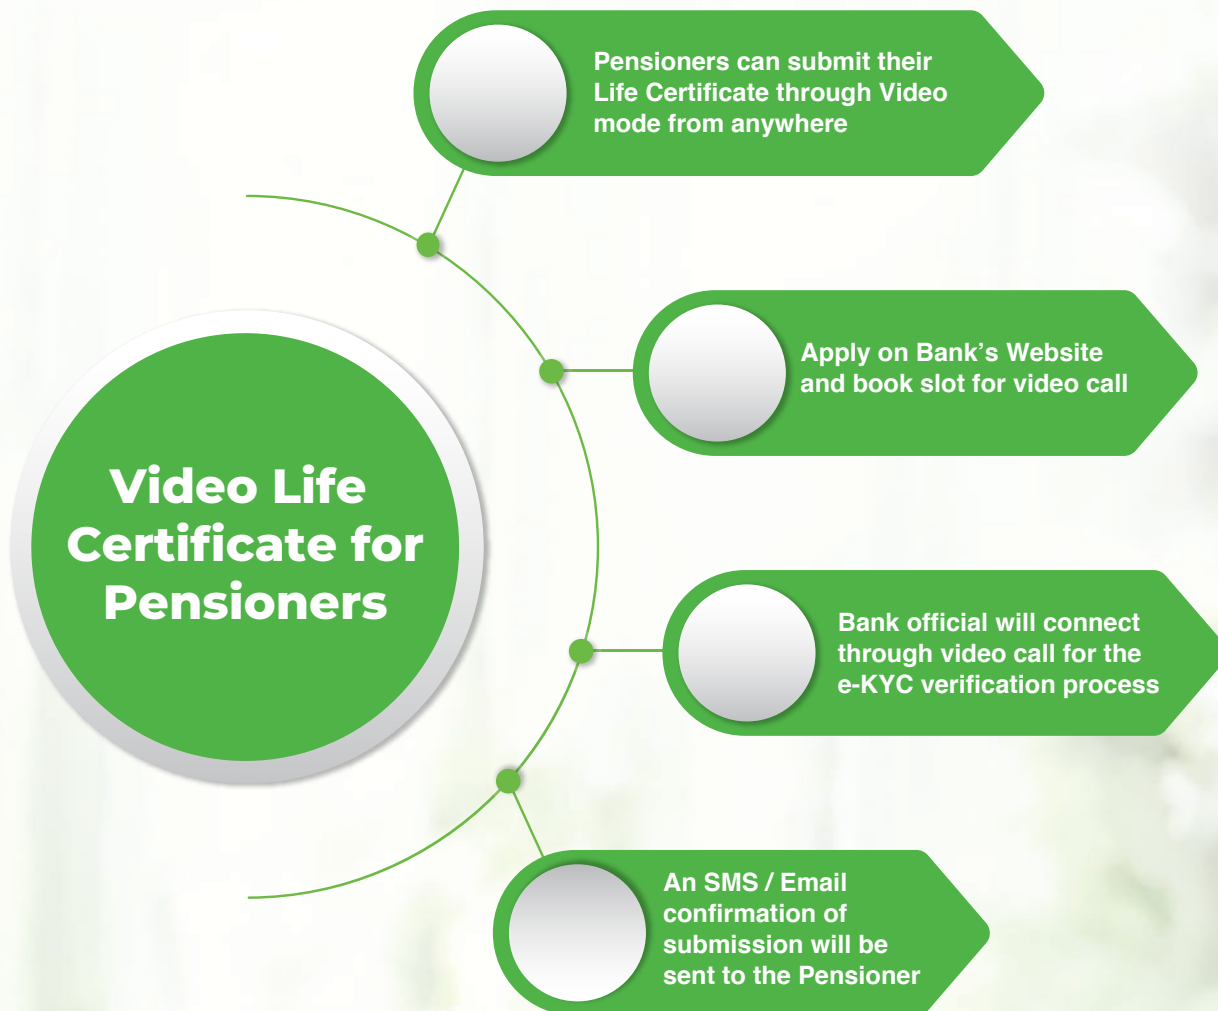 Pensioners can submit their
Life Certificate through Video
mode from anywhere
Apply on Bank's Website
and book slot for video call
Video Life
Certificate for
Pensioners
Bank official will connect
through video call for the
e-KYC verification process
An SMS / Email
confirmation of
submission will be
sent to the Pensioner